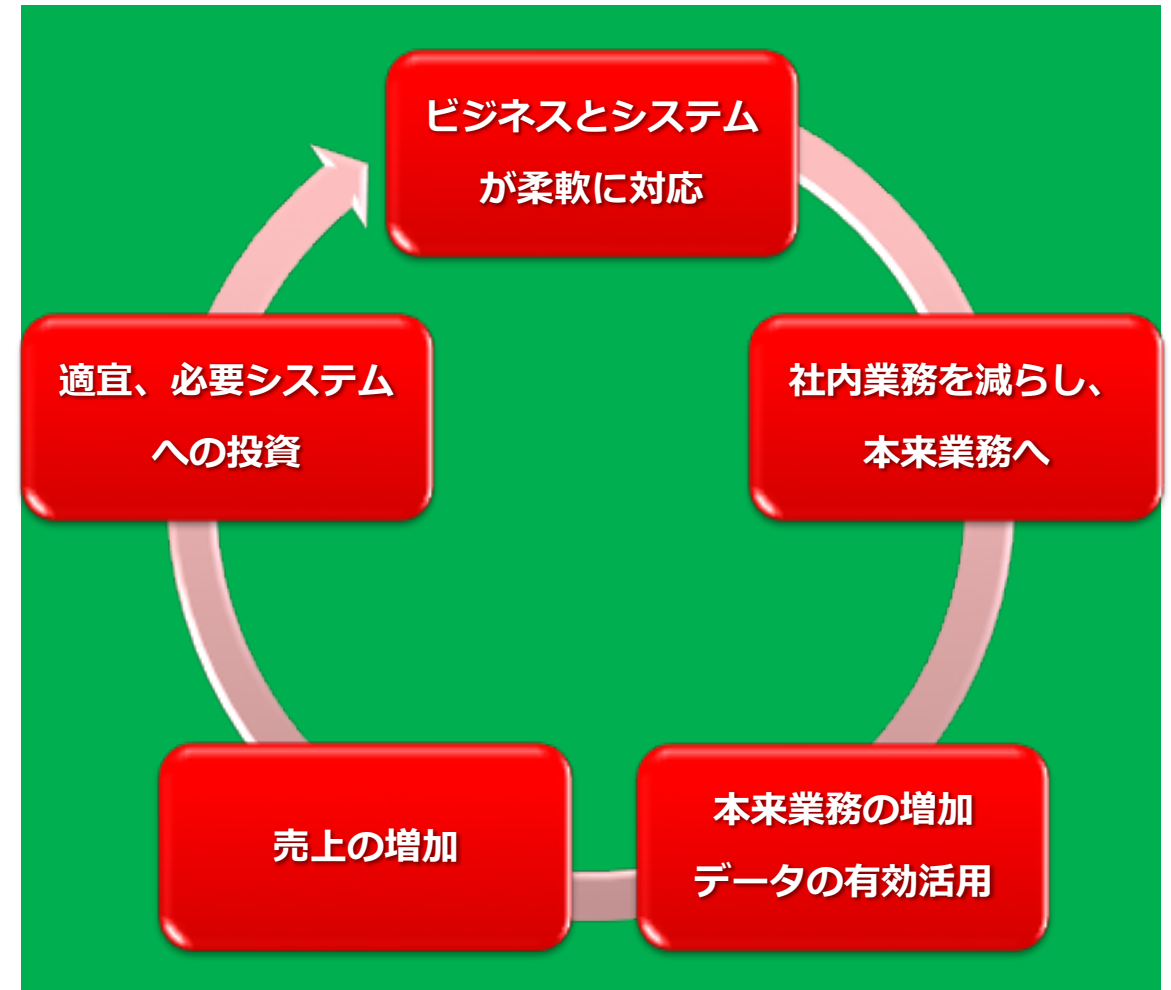 ビジネスとシステム
が柔軟に対応
社内業務を減らし、
本来業務へ
本来業務の増加
データの有効活用
売上の増加
適宜、必要システム
への投資